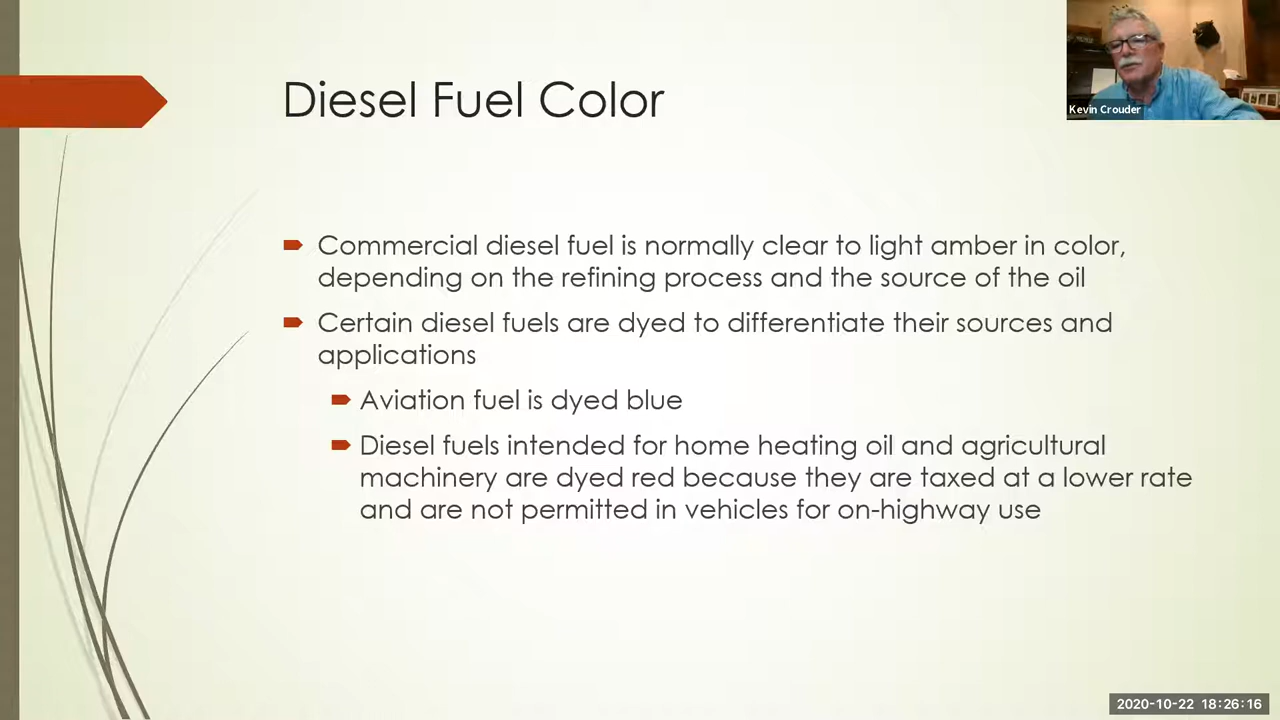 Diesel Fuel Color
Kevin Crouder
Commercial diesel fuel is normally clear to light amber in color,
depending on the refining process and the source of the oil
Certain diesel fuels are dyed to differentiate their sources and
applications
Aviation fuel is dyed blue
Diesel fuels intended for home heating oil and agricultural
machinery are dyed red because they are taxed at a lower rate
and are not permitted in vehicles for on-highway use
2020-10-22 18:26:16